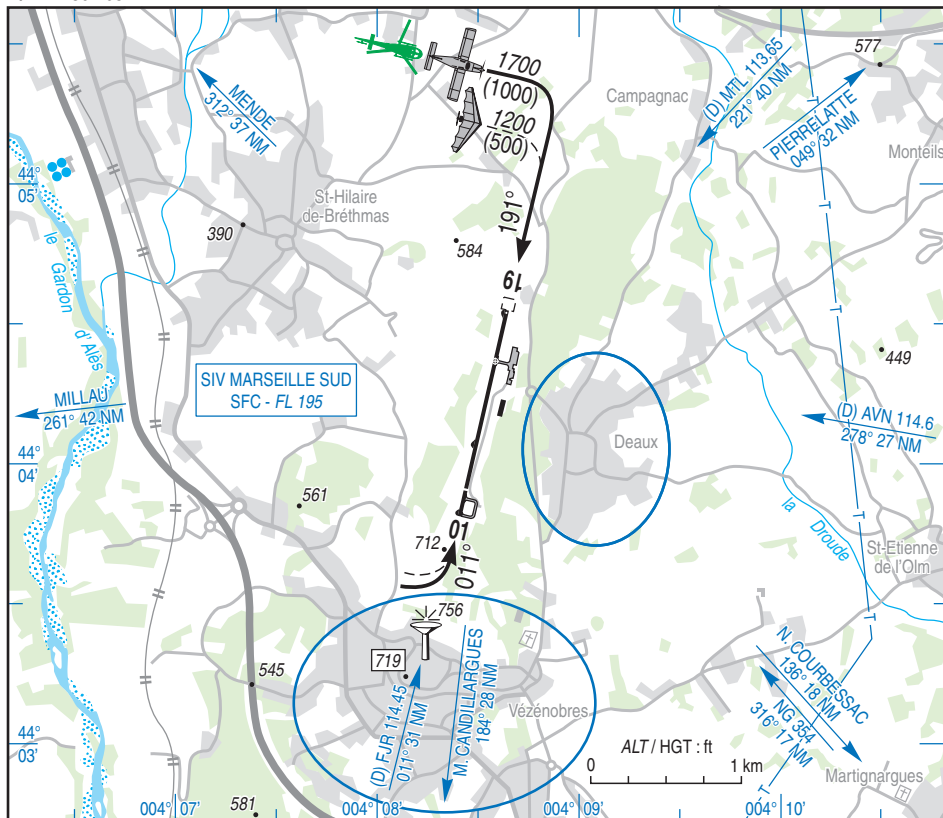 1700
(1000)
1200
(500)
191°
Campagnac
(D) MTL 113.65
221° 40 NM
577
PIERRELATTE
049° 32 NM
Monteils
MENDE
312° 37 NM
44°
05'
St-Hilaire
de-Bréthmas
390
584
le Gardon d'Alès
19
449
SIV MARSEILLE SUD
SFC - FL 195
MILLAU
261° 42 NM
Deaux
(D) AVN 114.6
278° 27 NM
44°
04'
561
la Droude
01
712
011°
St-Etienne
de l'Olm
756
719
545
(D) FJR 114.45
011° 31 NM
M. CANDILLARGUES
184° 28 NM
Vézénobres
N. COURBESSAC
136° 18 NM
NG 354
316° 17 NM
44°
03'
ALT / HGT : ft
0
1 km
Martignargues
581
004° 07'
004° 08'
004° 09'
004° 10'
T
T
T
T
T